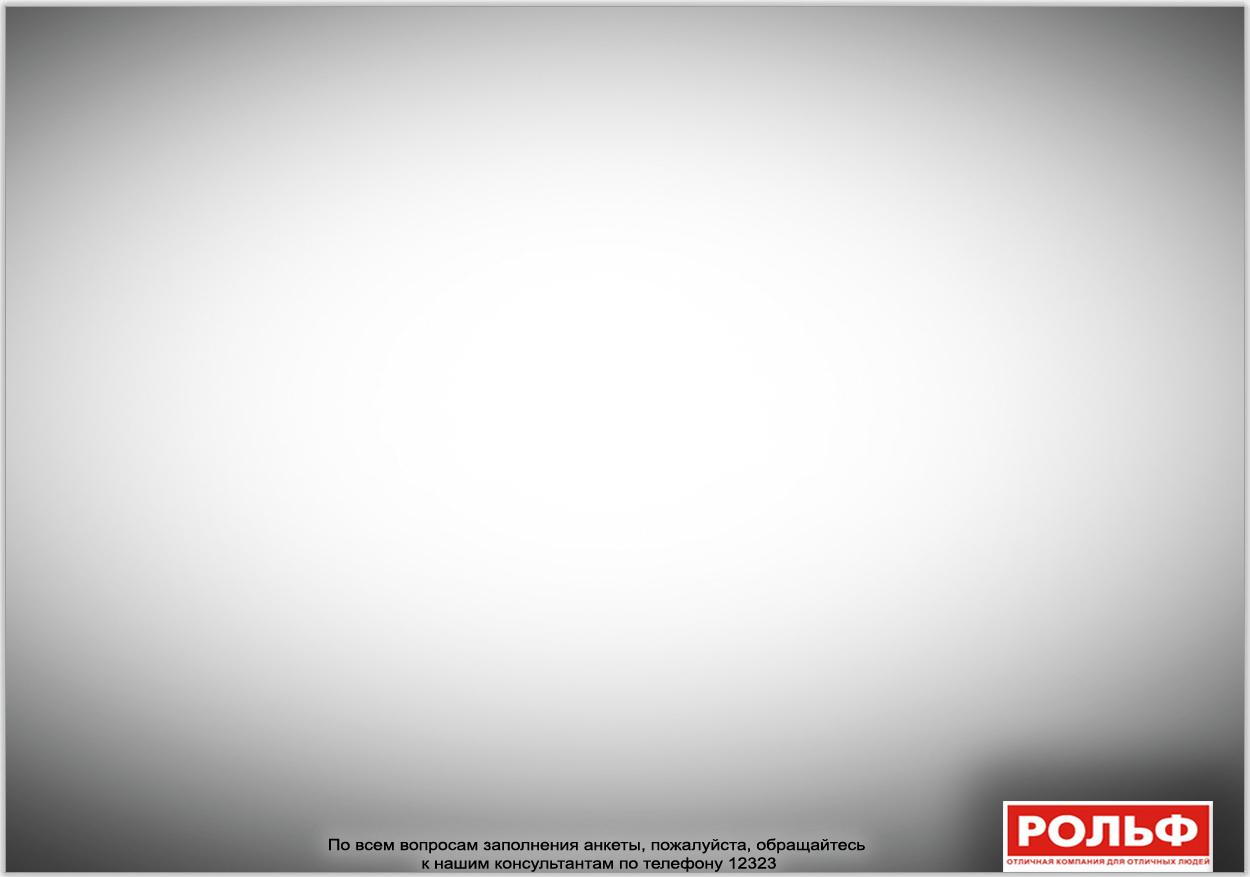 По всем вопросам заполнения анкеты, пожалуйста, обращайтесь
к нашим консультантам по телефону 12323
РОЛЬФ
ОТЛИЧНАЯ КОМПАНИЯ ДЛЯ ОТЛИЧНЫХ ЛЮДЕЙ